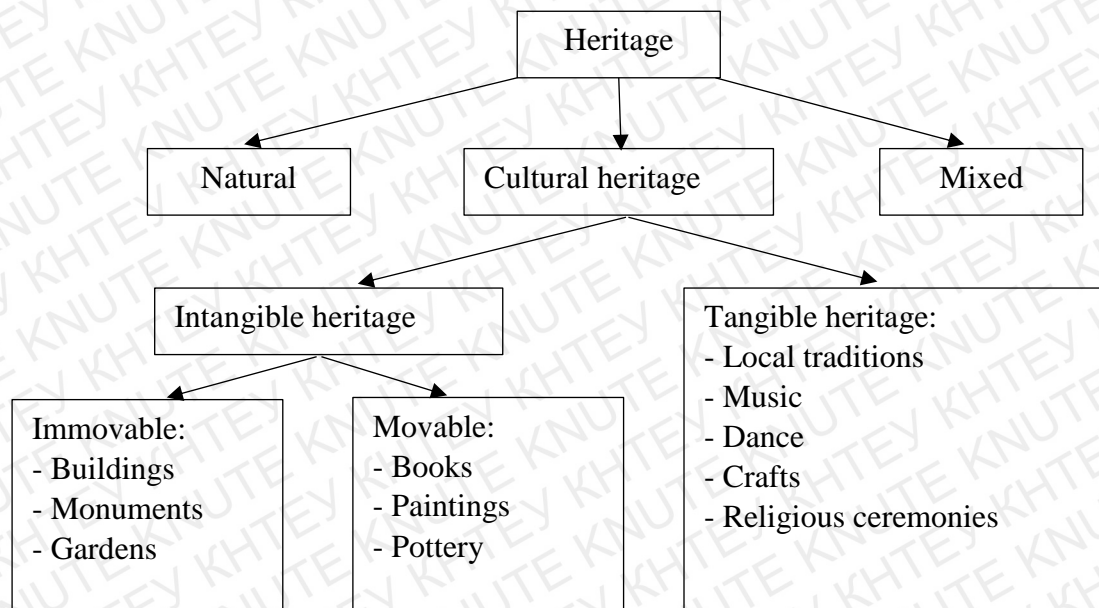 Heritage
Natural
Cultural heritage
Mixed
Intangible heritage
Tangible heritage:
- Local traditions
- Music
- Dance
- Crafts
- Religious ceremonies
Immovable:
- Buildings
- Monuments
- Gardens
Movable:
- Books
- Paintings
- Pottery